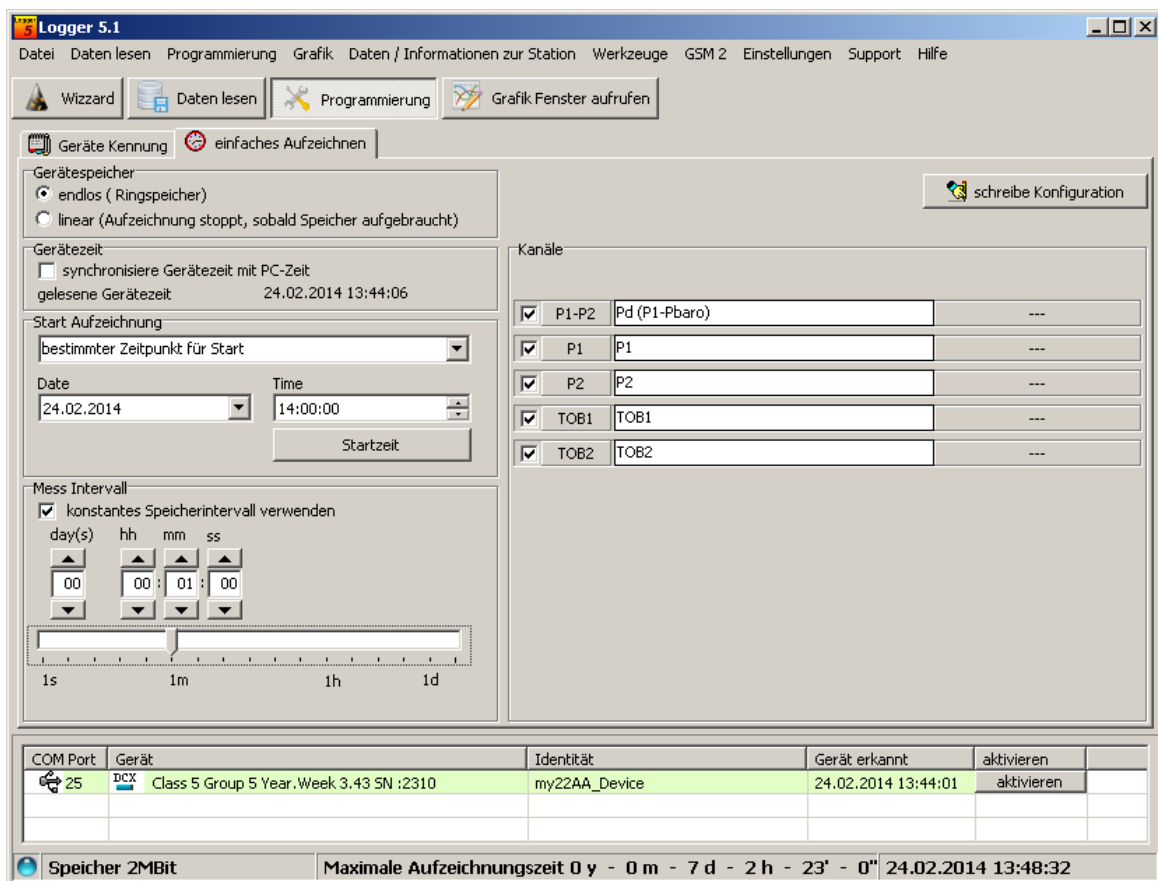 Logger 5.1
Datei Daten lesen Programmierung Grafik Daten / Informationen zur Station Werkzeuge GSM 2 Einstellungen Support Hilfe
Wizzard Daten lesen Programmierung Grafik Fenster aufrufen
Geräte Kennung einfaches Aufzeichnen
Gerätespeicher
endlos ( Ringspeicher)
linear (Aufzeichnung stoppt, sobald Speicher aufgebraucht)
schreibe Konfiguration
Gerätezeit
synchronisiere Gerätezeit mit PC-Zeit
gelesene Gerätezeit 24.02.2014 13:44:06
Start Aufzeichnung
bestimmter Zeitpunkt für Start
Date Time
24.02.2014 14:00:00
Startzeit
Mess Intervall
konstantes Speicherintervall verwenden
day(s) hh mm ss
00 00 : 01 : 00
1s 1m 1h 1d
Kanäle
P1-P2 Pd (P1-Pbaro) ---
P1 P1 ---
P2 P2 ---
TOB1 TOB1 ---
TOB2 TOB2 ---
COM Port Gerät Identität Gerät erkannt aktivieren
25 DCX Class 5 Group 5 Year.Week 3.43 SN :2310 my22AA_Device 24.02.2014 13:44:01 aktivieren
Speicher 2MBit Maximale Aufzeichnungszeit 0 y - 0 m - 7 d - 2 h - 23' - 0" 24.02.2014 13:48:32